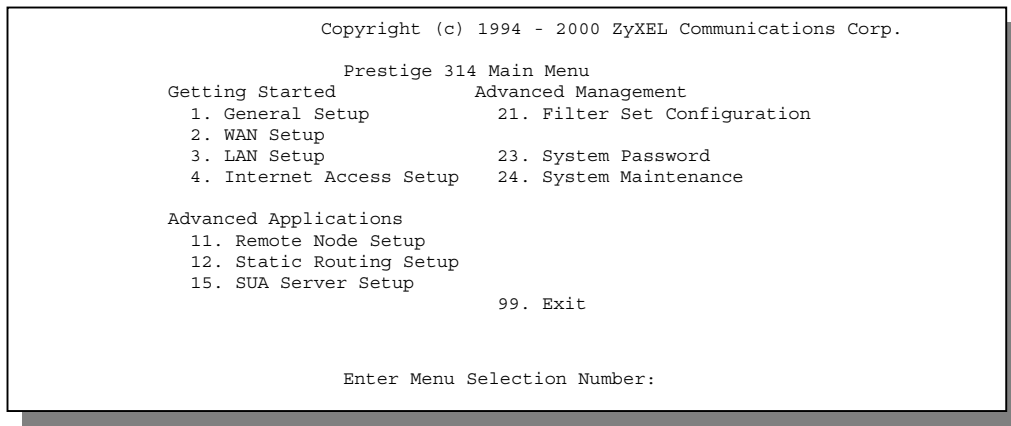 Copyright (c) 1994 - 2000 ZyXEL Communications Corp.
Prestige 314 Main Menu
Getting Started Advanced Management
1. General Setup 21. Filter Set Configuration
2. WAN Setup
3. LAN Setup 23. System Password
4. Internet Access Setup 24. System Maintenance
Advanced Applications
11. Remote Node Setup
12. Static Routing Setup
15. SUA Server Setup
99. Exit
Enter Menu Selection Number: